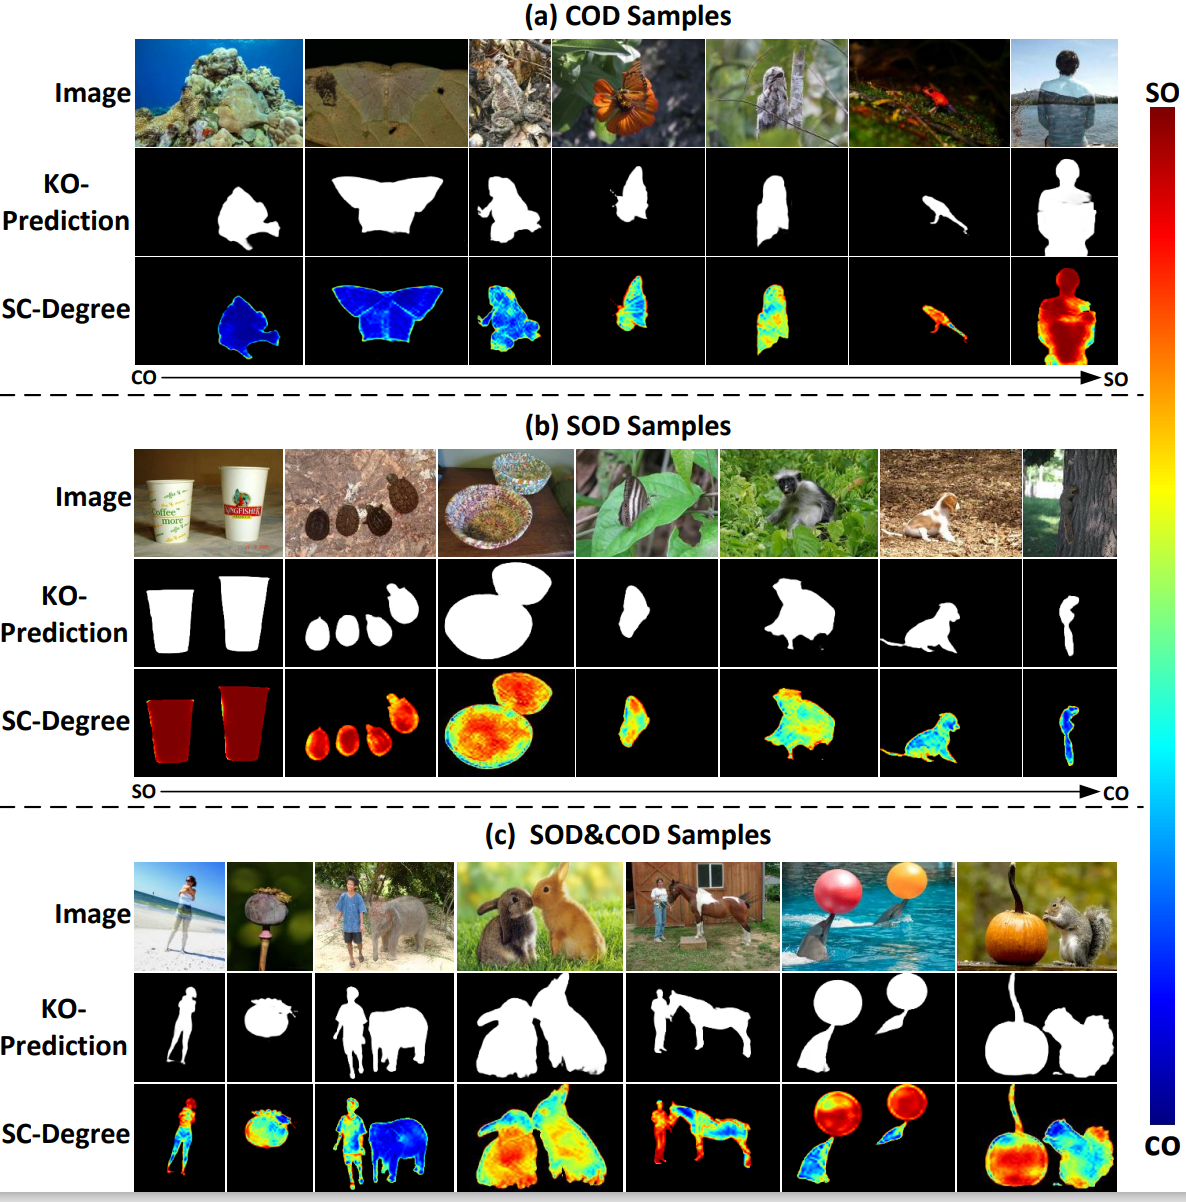 (a) COD Samples
Image
SO
KO-
Prediction
SC-Degree
CO
SO
(b) SOD Samples
Image
Coffee
more
KINGFISHER
KO-
Prediction
SC-Degree
SO
CO
(c) SOD&COD Samples
Image
KO-
Prediction
SC-Degree
CO